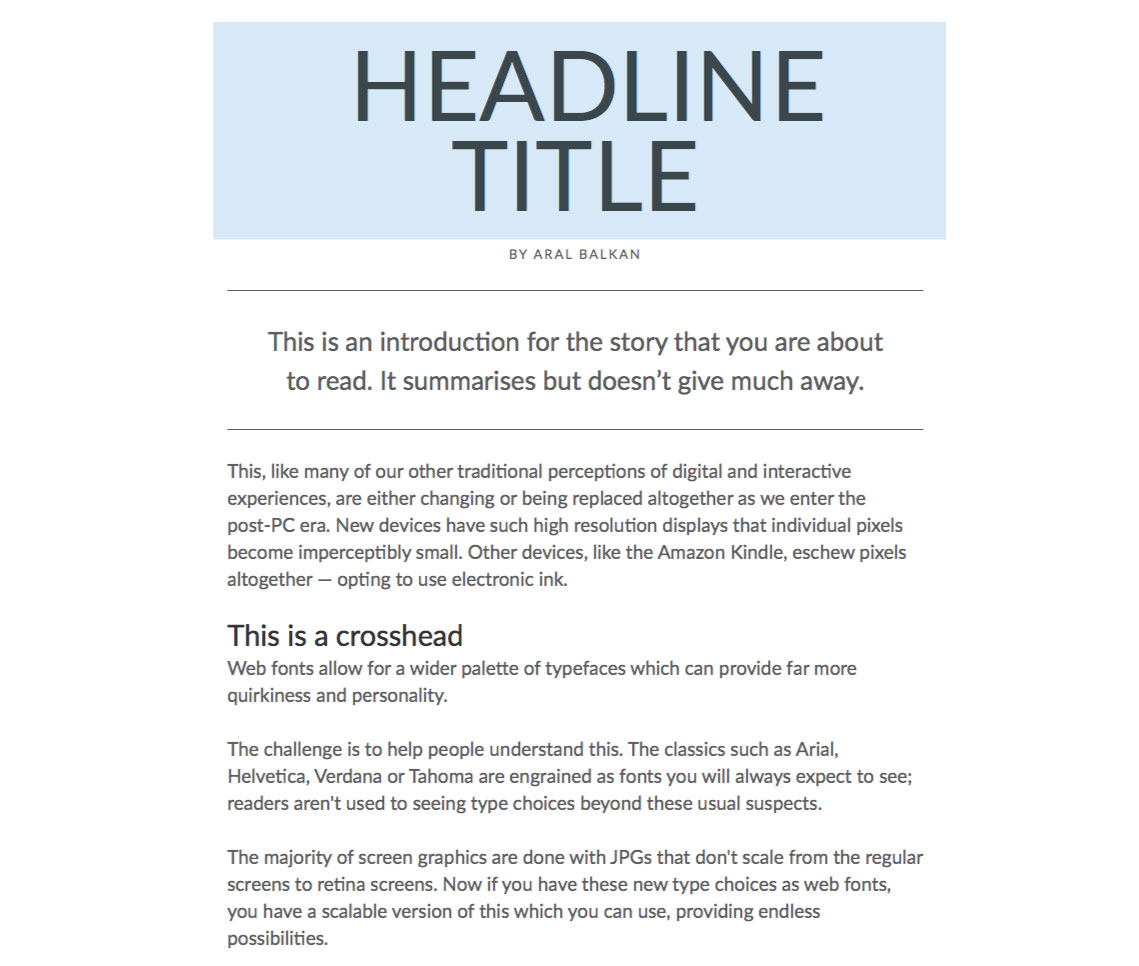 HEADLINE
TITLE
BY ARAL BALKAN
This is an introduction for the story that you are about
to read. It summarises but doesn’t give much away.
This, like many of our other traditional perceptions of digital and interactive
experiences, are either changing or being replaced altogether as we enter the
post-PC era. New devices have such high resolution displays that individual pixels
become imperceptibly small. Other devices, like the Amazon Kindle, eschew pixels
altogether — opting to use electronic ink.
This is a crosshead
Web fonts allow for a wider palette of typefaces which can provide far more
quirkiness and personality.
The challenge is to help people understand this. The classics such as Arial,
Helvetica, Verdana or Tahoma are engrained as fonts you will always expect to see;
readers aren't used to seeing type choices beyond these usual suspects.
The majority of screen graphics are done with JPGs that don't scale from the regular
screens to retina screens. Now if you have these new type choices as web fonts,
you have a scalable version of this which you can use, providing endless
possibilities.